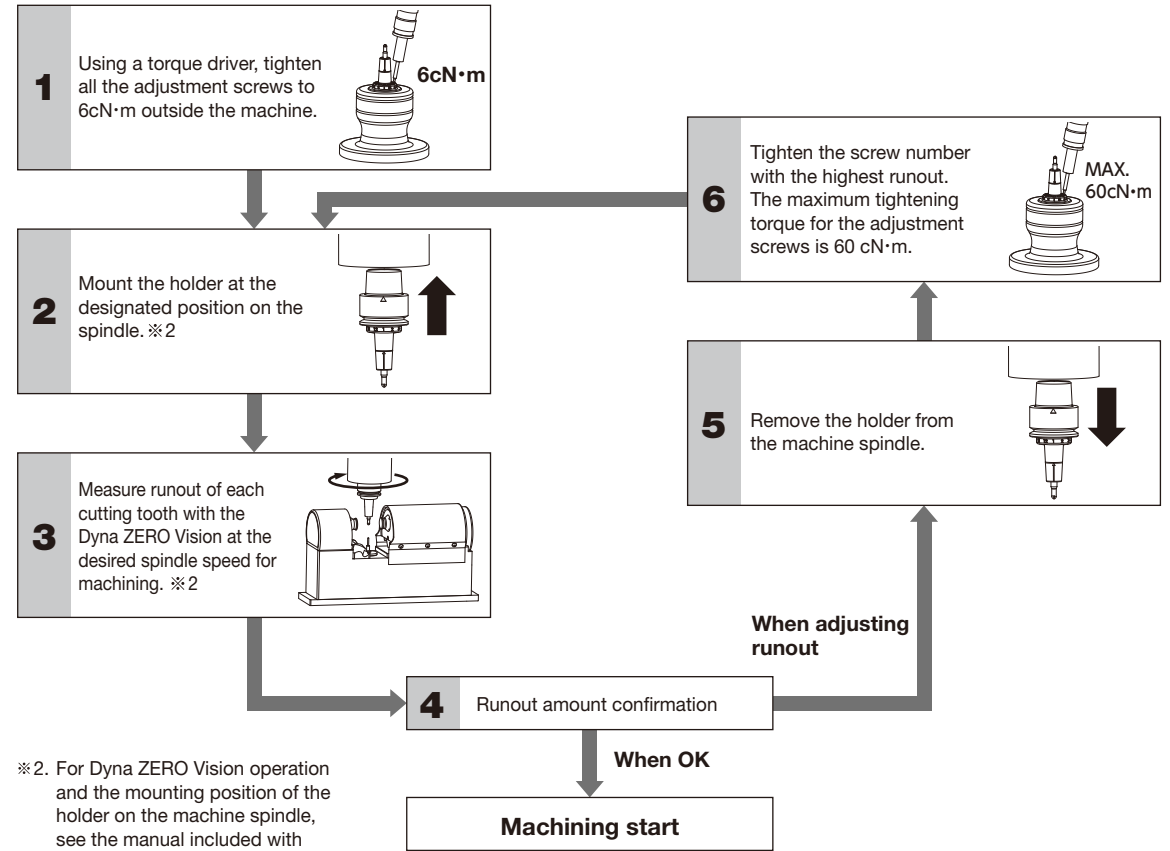 1
Using a torque driver, tighten
all the adjustment screws to
6cN･m outside the machine.
6cN･m
2
Mount the holder at the
designated position on the
spindle.※2
3
Measure runout of each
cutting tooth with the
Dyna ZERO Vision at the
desired spindle speed for
machining. ※2
4
Runout amount confirmation
When OK
Machining start
When adjusting
runout
5
Remove the holder from
the machine spindle.
6
Tighten the screw number
with the highest runout.
The maximum tightening
torque for the adjustment
screws is 60 cN･m.
MAX.
60cN･m
※2. For Dyna ZERO Vision operation
and the mounting position of the
holder on the machine spindle,
see the manual included with